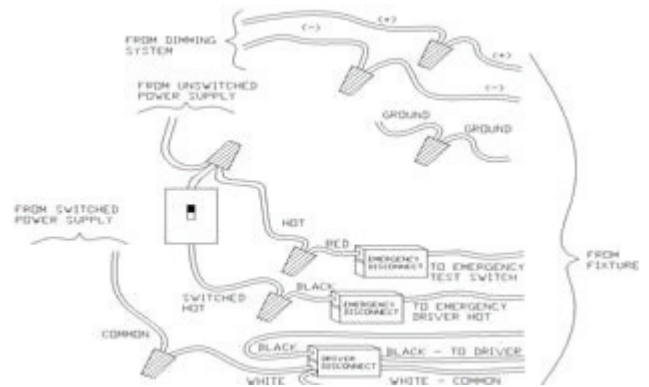 FROM DIMMING
SYSTEM
(-)
(+)
(+)
(-)
FROM UNSWITCHED
POWER SUPPLY
GROUND
GROUND
FROM SWITCHED
POWER SUPPLY
HOT
RED
EMERGENCY
DISCONNECT
TO EMERGENCY
TEST SWITCH
FROM
FIXTURE
SWITCHED
HOT
BLACK
EMERGENCY
DISCONNECT
TO EMERGENCY
DRIVER HOT
COMMON
BLACK
DRIVER
DISCONNECT
BLACK - TO DRIVER
WHITE
WHITE - COMMON